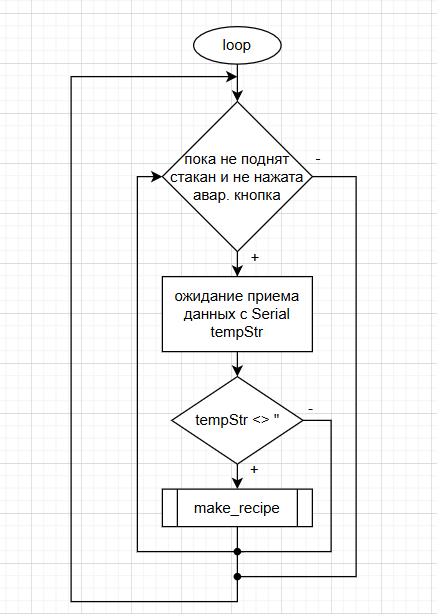 loop
пока не поднят
стакан и не нажата
авар. кнопка
-
+
ожидание приема
данных с Serial
tempStr
tempStr <> "
-
+
make_recipe